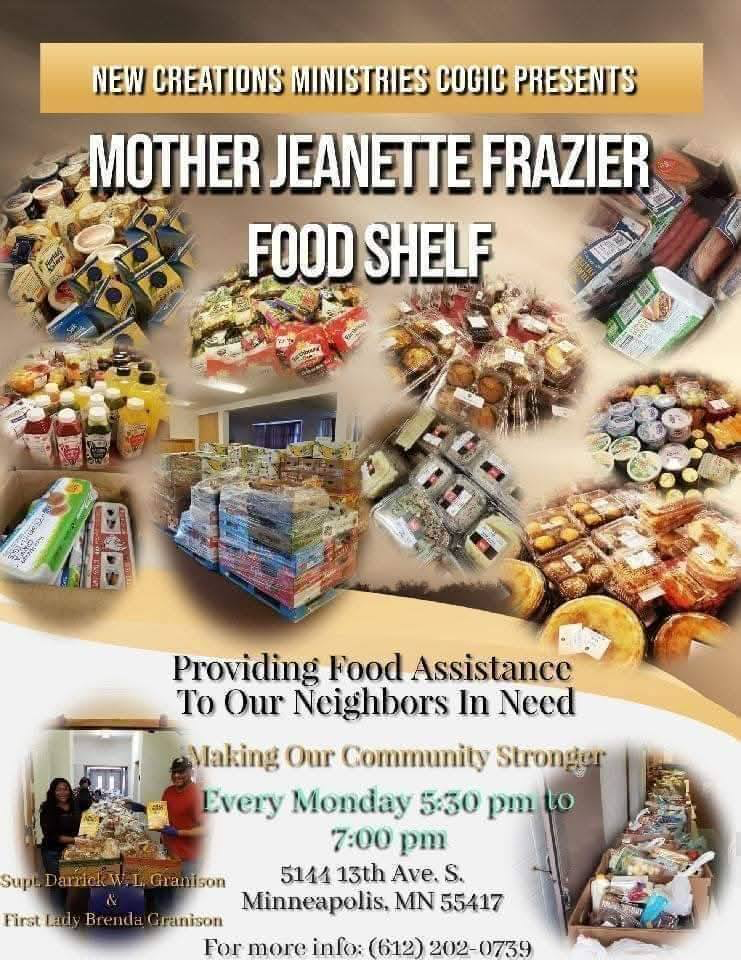 NEW CREATIONS MINISTRIES COGIC PRESENTS
MOTHER JEANETTE FRAZIER
FOOD SHELF
Providing Food Assistance
To Our Neighbors In Need
Making Our Community Stronger
Every Monday 5:30 pm to
7:00 pm
5144 13th Ave. S.
Minneapolis, MN 55417
Supt. Darrick W. L. Granison
&
First Lady Brenda Granison
For more info: (612) 202-0739